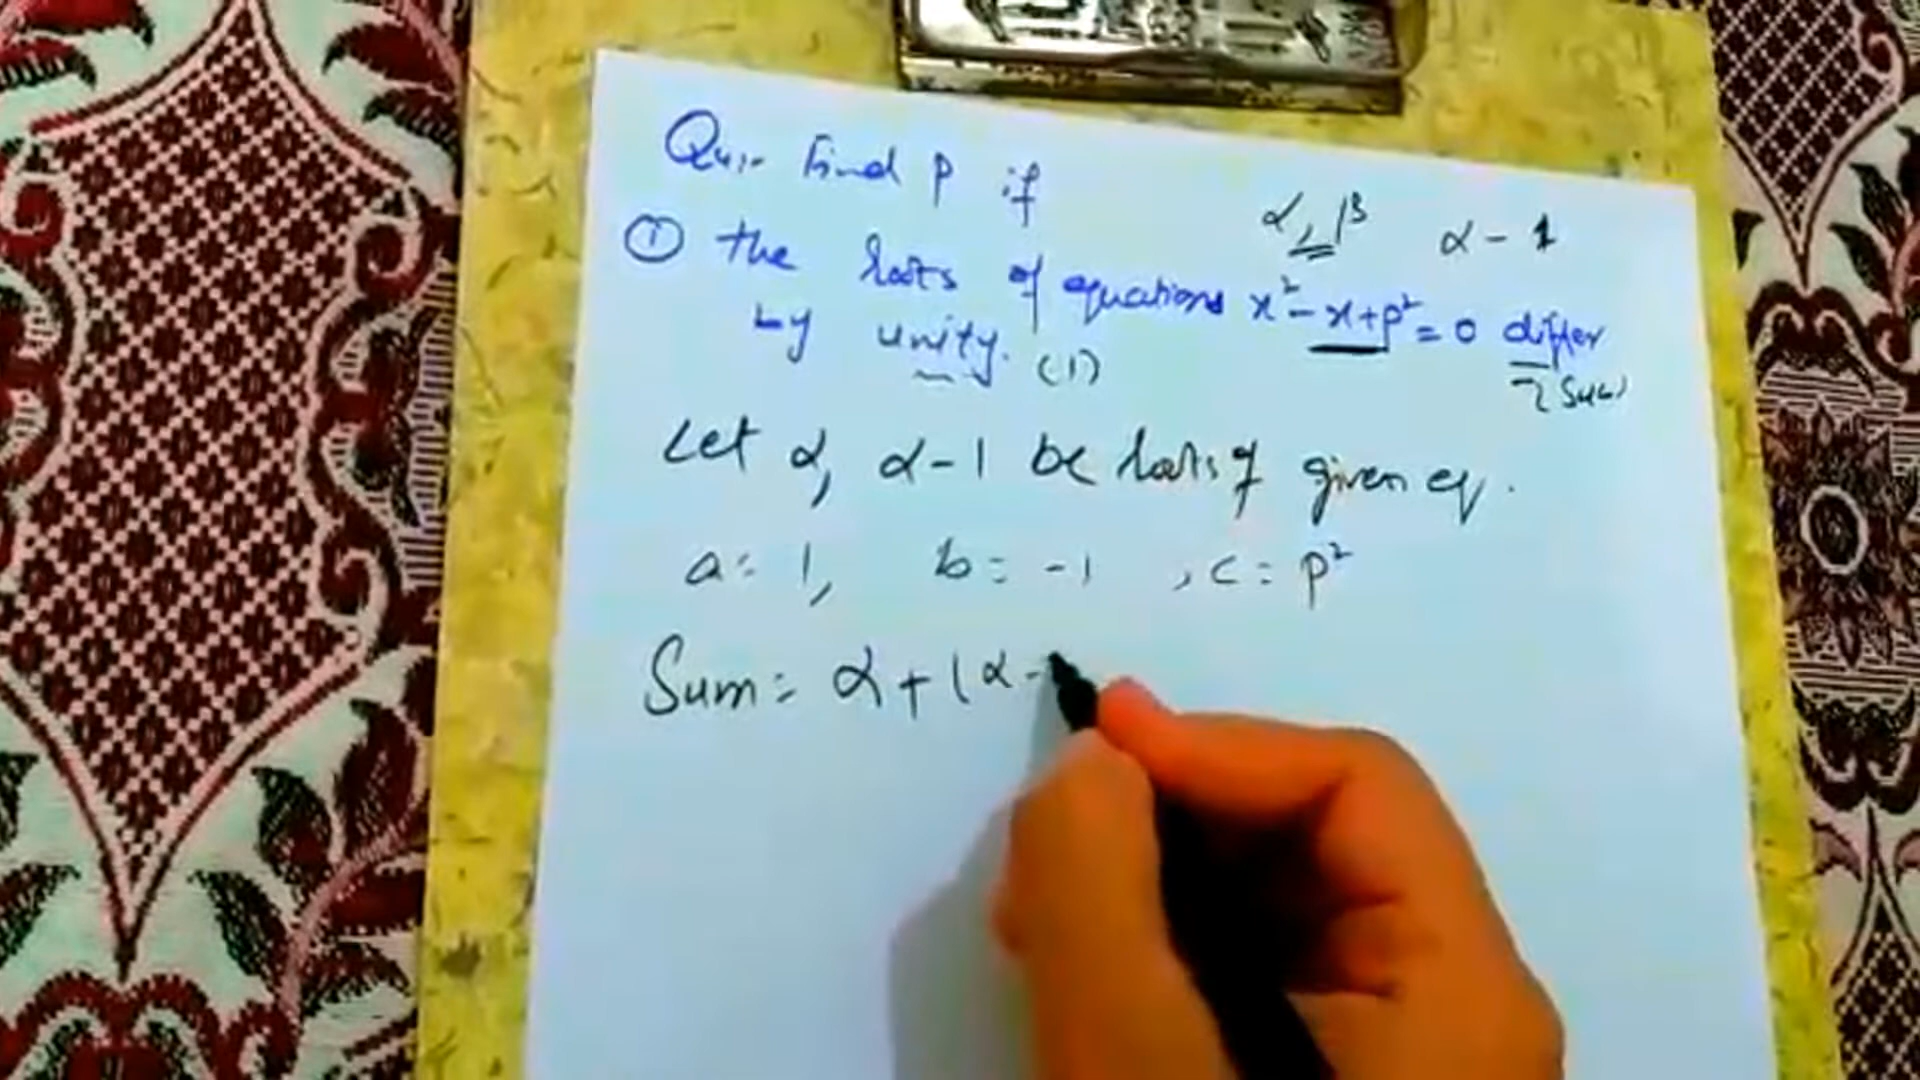 Qu:- Find p if
α, β α - 1
① the roots of equations x² - x + p² = 0 differ
by unity. (1)
Let α, α - 1 be roots of given eq.
a = 1, b = -1 , c = p²
Sum = α + (α -